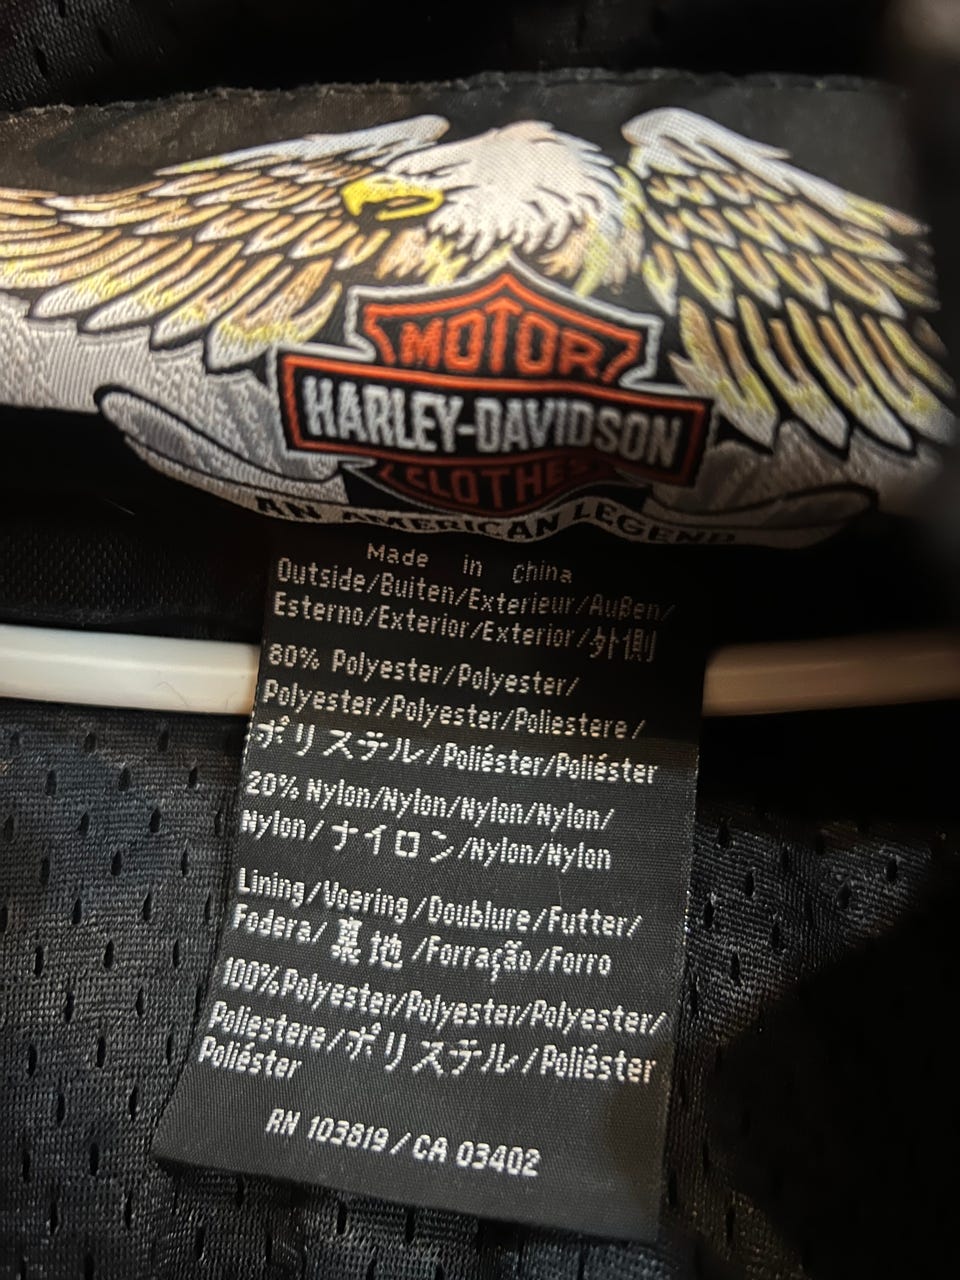 MOTOR
HARLEY-DAVIDSON
CLOTHES
AN AMERICAN LEGEND
Made in China
Outside/Buiten/Exterieur/Außen/
Esterno/Exterior/Exterior/外側
80% Polyester/Polyester/
Polyester/Polyester/Poliestere/
ポリステル/Poliéster/Poliéster
20% Nylon/Nylon/Nylon/Nylon/
Nylon/ナイロン/Nylon/Nylon
Lining/Voering/Doublure/Futter/
Fodera/裏地/Forração/Forro
100%Polyester/Polyester/Polyester/
Poliestere/ポリステル/Poliéster
Poliéster
RN 103819/CA 03402